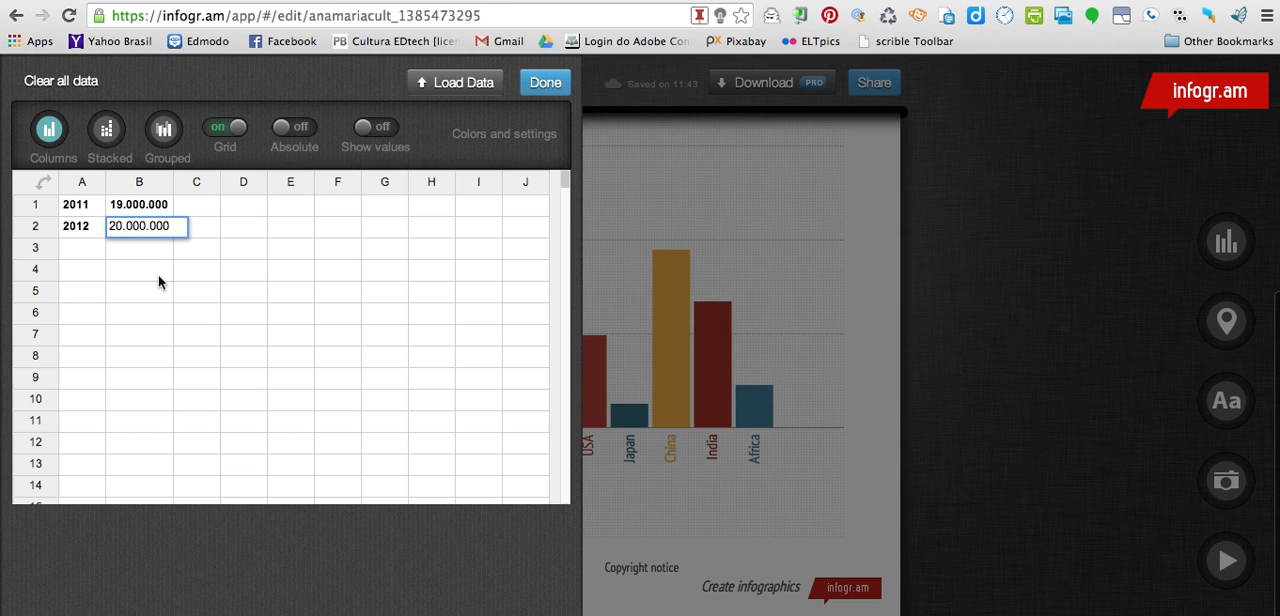 https://infogr.am/app/#/edit/anamariacult_1385473295
Apps Yahoo Brasil Edmodo Facebook PB Cultura EDtech [licen Gmail Login do Adobe Con Pixabay ELTpics scrible Toolbar Other Bookmarks
Clear all data Load Data Done Saved on 11:43 Download PRO Share
infogr.am
on off off
Columns Stacked Grouped Grid Absolute Show values Colors and settings
A B C D E F G H I J
1 2011 19.000.000
2 2012 20.000.000
3
4
5
6
7
8
9
10
11
12
13
14
USA Japan China India Africa
Aa
Copyright notice
Create infographics infogr.am